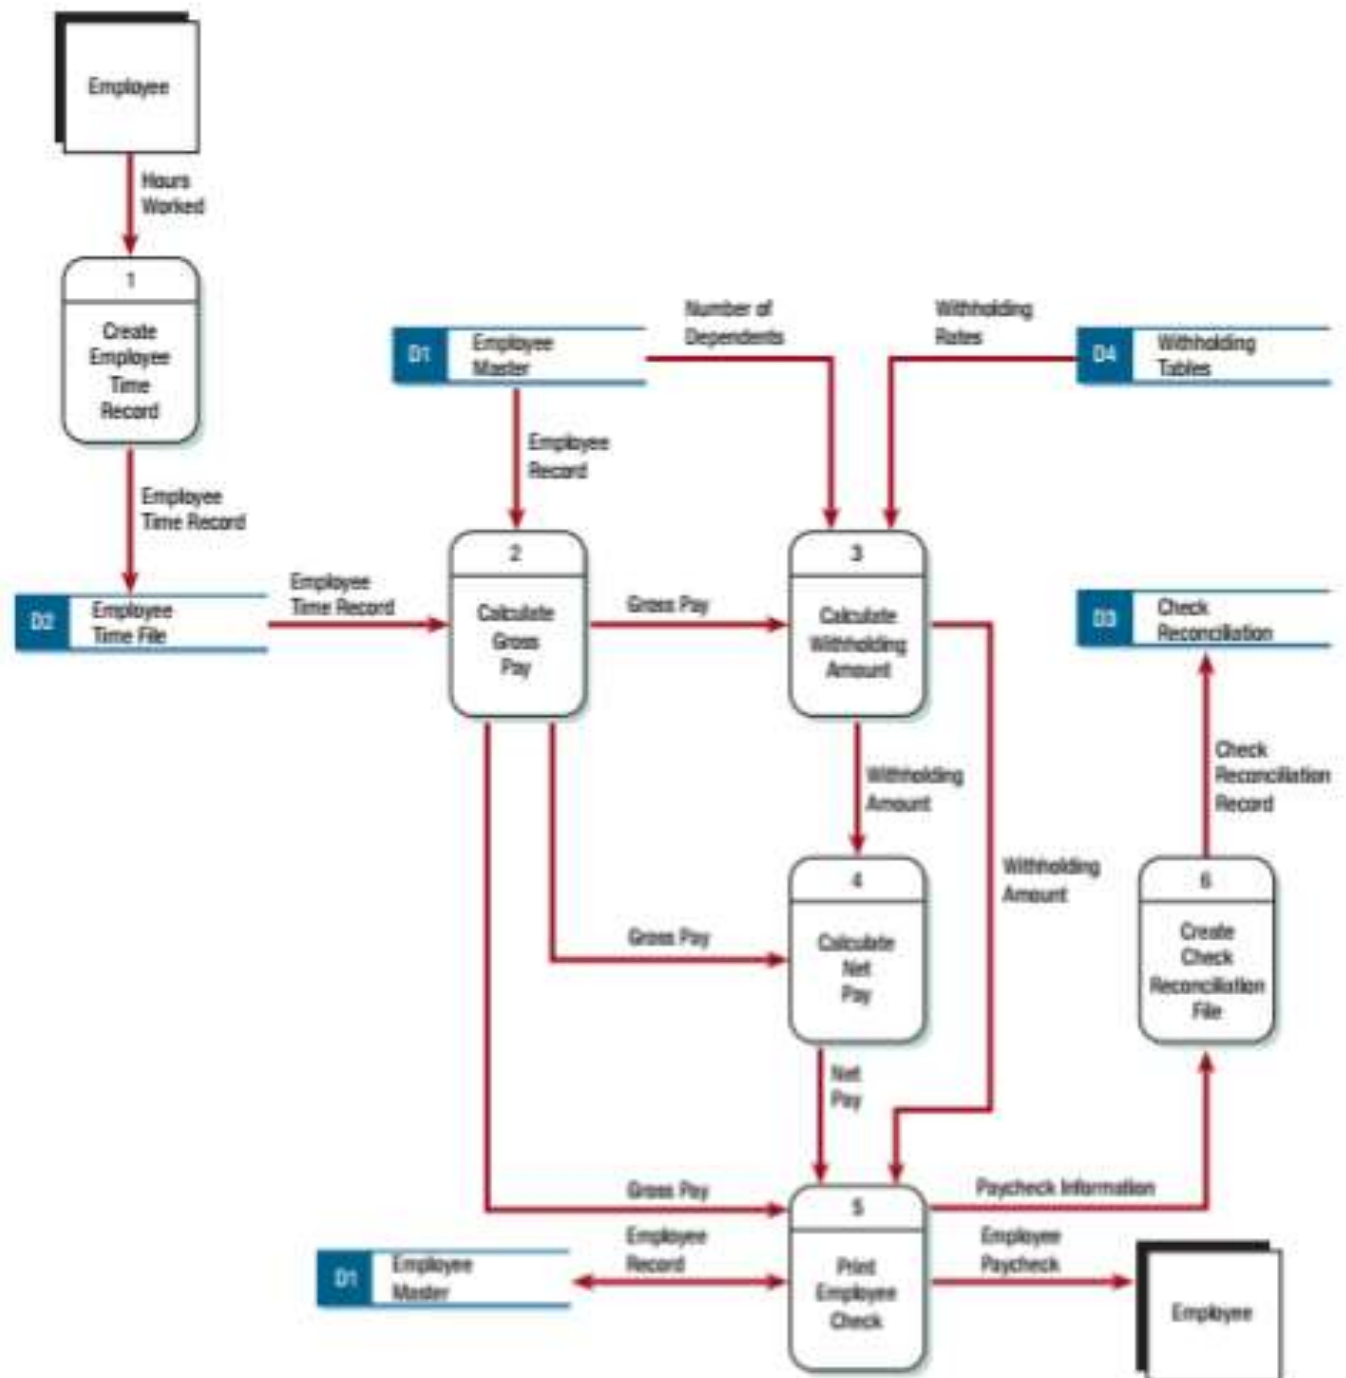 Employee
Hours
Worked
1
Create
Employee
Time
Record
Employee
Time Record
D2
Employee
Time File
Employee
Time Record
D1
Employee
Master
Number of
Dependents
Withholding
Rates
D4
Withholding
Tables
Employee
Record
2
Calculate
Gross
Pay
Gross Pay
3
Calculate
Withholding
Amount
D3
Check
Reconciliation
Withholding
Amount
Check
Reconciliation
Record
Withholding
Amount
Gross Pay
4
Calculate
Net
Pay
6
Create
Check
Reconciliation
File
Net
Pay
Gross Pay
Paycheck Information
5
Print
Employee
Check
D1
Employee
Master
Employee
Record
Employee
Paycheck
Employee